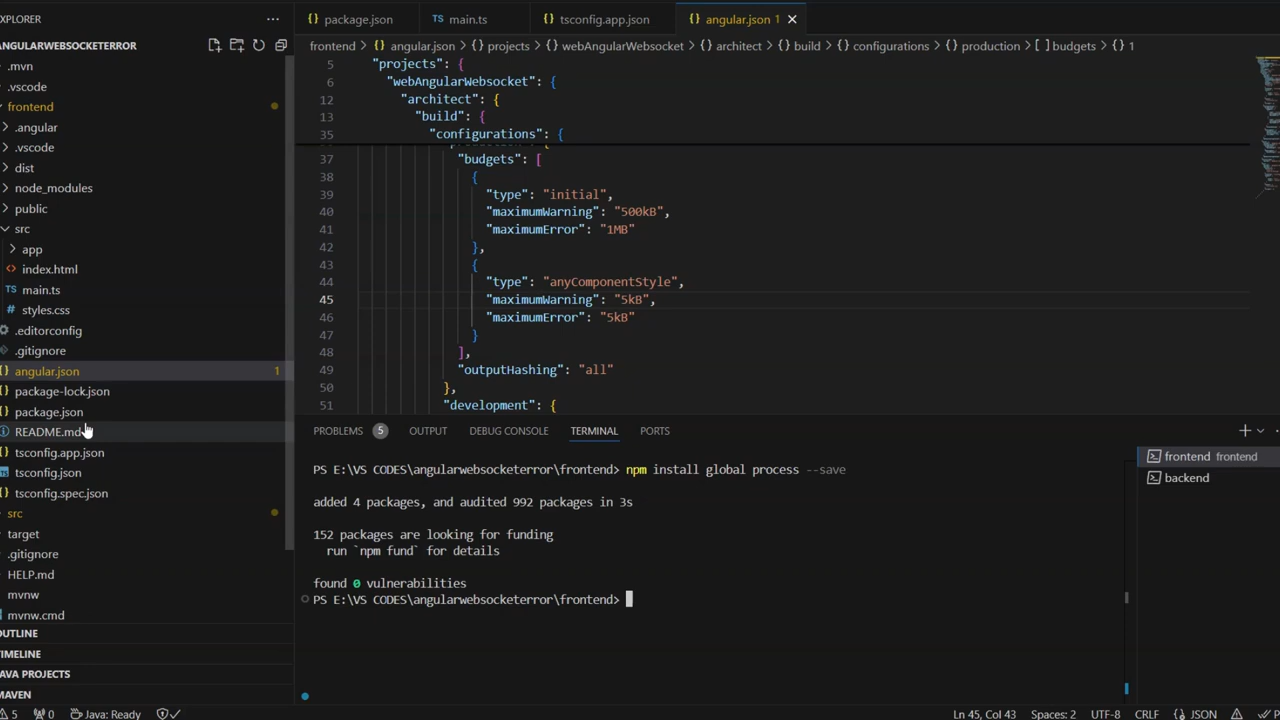 EXPLORER
ANGULARWEBSOCKETERROR
.mvn
.vscode
frontend
.angular
.vscode
dist
node_modules
public
src
app
index.html
main.ts
styles.css
.editorconfig
.gitignore
angular.json 1
package-lock.json
package.json
README.md
tsconfig.app.json
tsconfig.json
tsconfig.spec.json
src
target
.gitignore
HELP.md
mvnw
mvnw.cmd
OUTLINE
TIMELINE
JAVA PROJECTS
MAVEN
{} package.json TS main.ts {} tsconfig.app.json {} angular.json 1
frontend > {} angular.json > {} projects > {} webAngularWebsocket > {} architect > {} build > {} configurations > {} production > [ ] budgets > {} 1
5 "projects": {
6 "webAngularWebsocket": {
12 "architect": {
13 "build": {
35 "configurations": {
37 "budgets": [
38 {
39 "type": "initial",
40 "maximumWarning": "500kB",
41 "maximumError": "1MB"
42 },
43 {
44 "type": "anyComponentStyle",
45 "maximumWarning": "5kB",
46 "maximumError": "5kB"
47 }
48 ],
49 "outputHashing": "all"
50 },
51 "development": {
PROBLEMS 5 OUTPUT DEBUG CONSOLE TERMINAL PORTS
PS E:\VS CODES\angularwebsocketerror\frontend> npm install global process --save
added 4 packages, and audited 992 packages in 3s
152 packages are looking for funding
run `npm fund` for details
found 0 vulnerabilities
PS E:\VS CODES\angularwebsocketerror\frontend>
frontend frontend
backend
5 0 Java: Ready Ln 45, Col 43 Spaces: 2 UTF-8 CRLF {} JSON